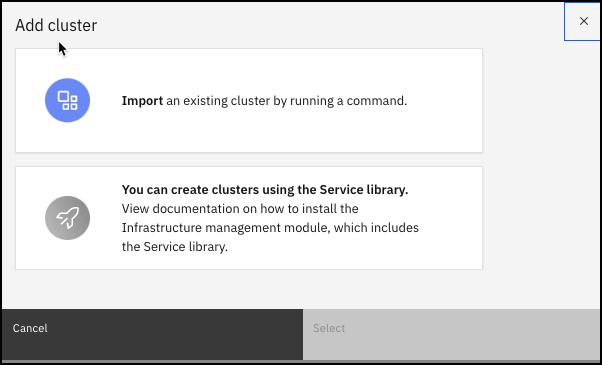 Add cluster
Import an existing cluster by running a command.
You can create clusters using the Service library.
View documentation on how to install the
Infrastructure management module, which includes
the Service library.
Cancel
Select